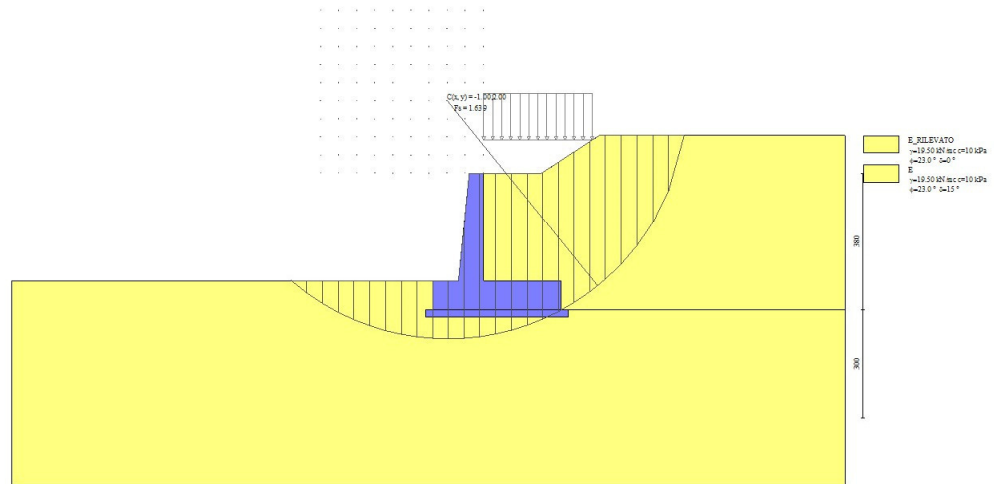 C(x, y) = -1.00;2.00
Fs = 1.639
E_RILEVATO
γ=19.50 kN/mc c=10 kPa
ϕ=23.0 ° δ=0 °
E
γ=19.50 kN/mc c=10 kPa
ϕ=23.0 ° δ=15 °
380
300